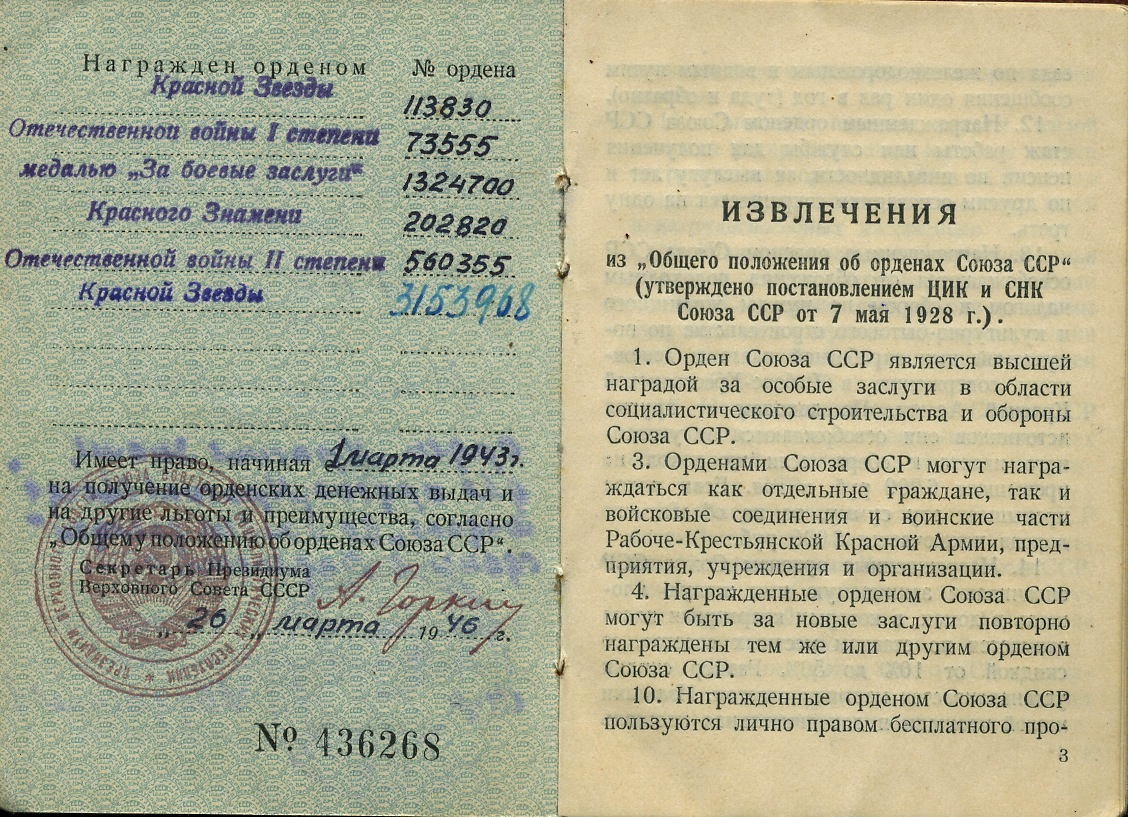 Награжден орденом № ордена
Красной Звезды 113830
Отечественной войны I степени 73555
медалью „За боевые заслуги“ 1324700
Красного Знамени 202820
Отечественной войны II степени 560355
Красной Звезды 3153968
Имеет право, начиная 1 марта 1943 г.
на получение орденских денежных выдач и
на другие льготы и преимущества, согласно
„Общему положению об орденах Союза ССР“.
Секретарь Президиума
Верховного Совета СССР А. Горкин
„ 26 „ марта 1946 г.
№ 436268
ИЗВЛЕЧЕНИЯ
из „Общего положения об орденах Союза ССР“
(утверждено постановлением ЦИК и СНК
Союза ССР от 7 мая 1928 г.).
1. Орден Союза ССР является высшей
наградой за особые заслуги в области
социалистического строительства и обороны
Союза ССР.
3. Орденами Союза ССР могут награ-
ждаться как отдельные граждане, так и
войсковые соединения и воинские части
Рабоче-Крестьянской Красной Армии, пред-
приятия, учреждения и организации.
4. Награжденные орденом Союза ССР
могут быть за новые заслуги повторно
награждены тем же или другим орденом
Союза ССР.
10. Награжденные орденом Союза ССР
пользуются лично правом бесплатного про-
3